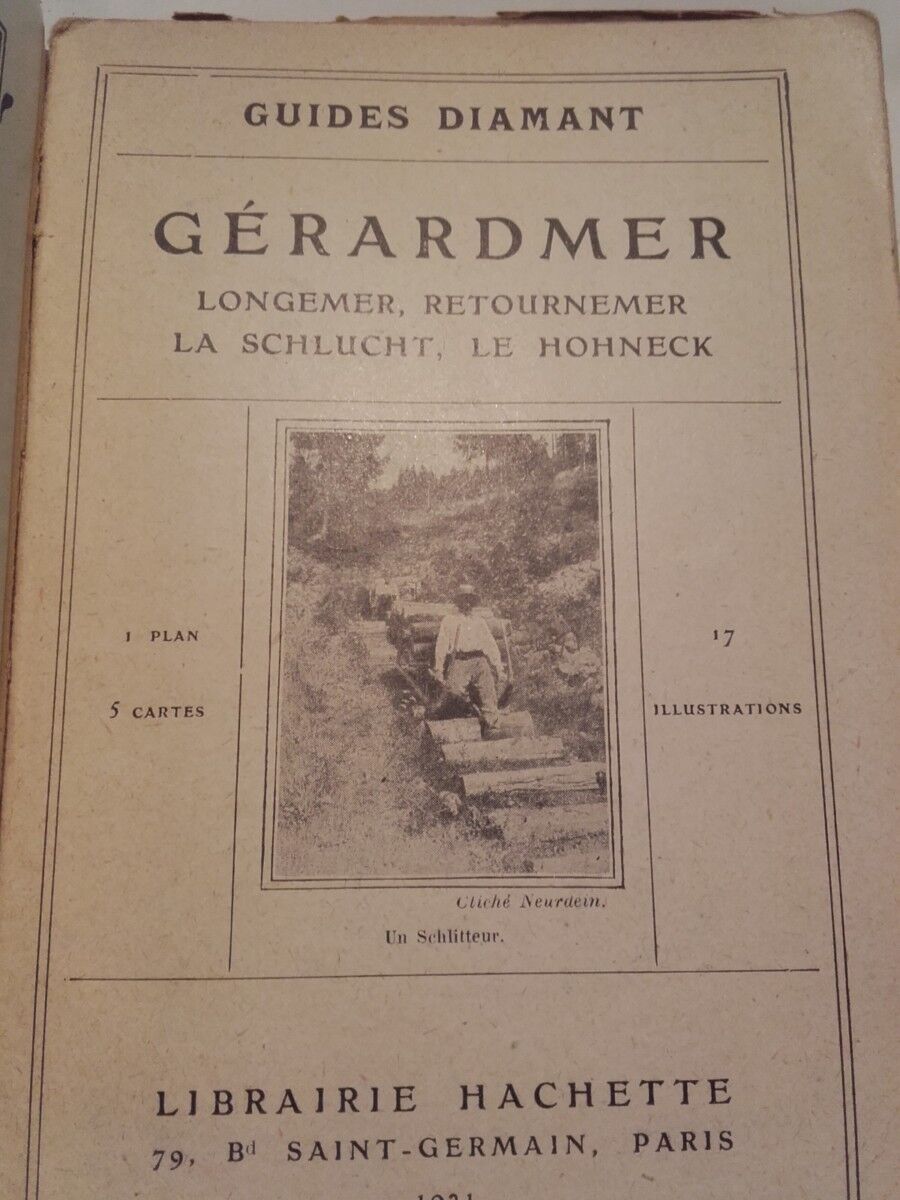 GUIDES DIAMANT
GÉRARDMER
LONGEMER, RETOURNEMER
LA SCHLUCHT, LE HOHNECK
1 PLAN
5 CARTES
17
ILLUSTRATIONS
Cliché Neurdein.
Un Schlitteur.
LIBRAIRIE HACHETTE
79, Bd SAINT-GERMAIN, PARIS